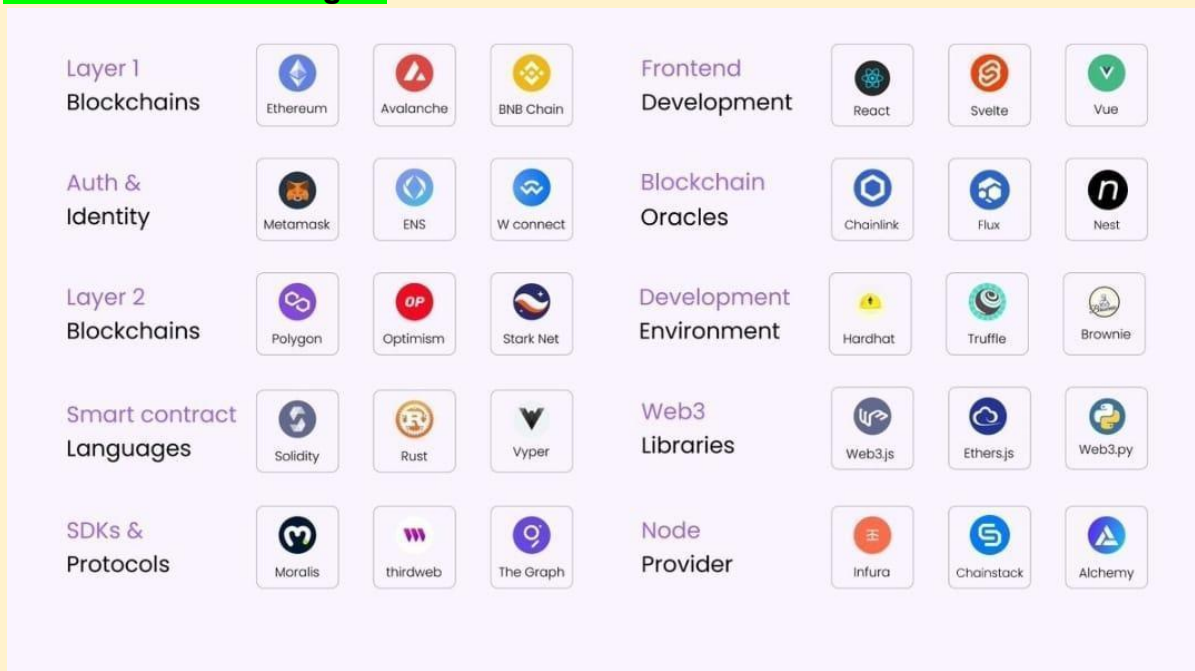 Layer 1
Blockchains
Ethereum
Avalanche
BNB Chain
Frontend
Development
React
Svelte
Vue
Auth &
Identity
Metamask
ENS
W connect
Blockchain
Oracles
Chainlink
Flux
Nest
Layer 2
Blockchains
Polygon
OP
Optimism
Stark Net
Development
Environment
Hardhat
Truffle
Brownie
Smart contract
Languages
Solidity
Rust
Vyper
Web3
Libraries
Web3.js
Ethers.js
Web3.py
SDKs &
Protocols
Moralis
thirdweb
The Graph
Node
Provider
Infura
Chainstack
Alchemy